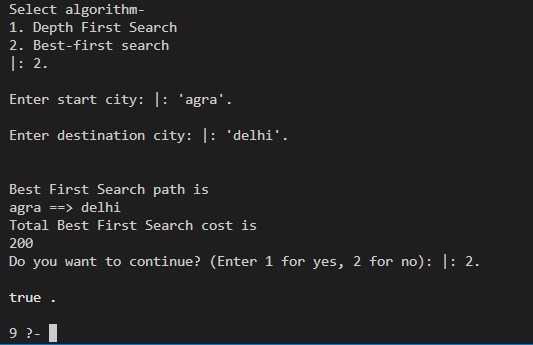 Select algorithm-
1. Depth First Search
2. Best-first search
|: 2.
Enter start city: |: 'agra'.
Enter destination city: |: 'delhi'.
Best First Search path is
agra ==> delhi
Total Best First Search cost is
200
Do you want to continue? (Enter 1 for yes, 2 for no): |: 2.
true .
9 ?-